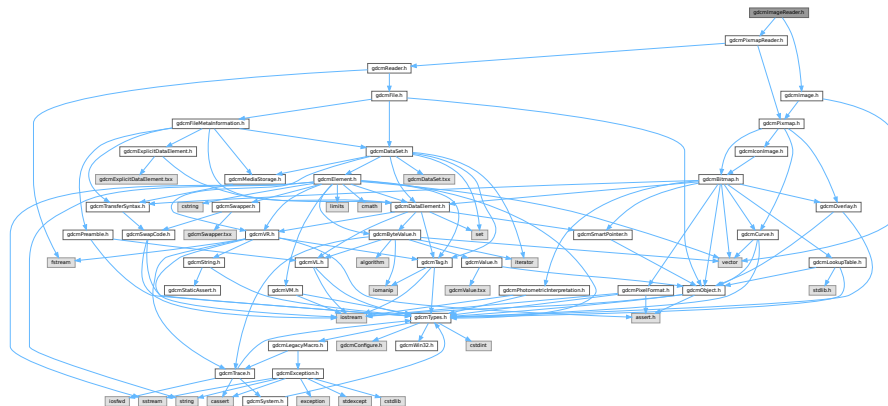 gdcmImageReader.h
gdcmPixmapReader.h
gdcmReader.h
gdcmFile.h
gdcmImage.h
gdcmFileMetaInformation.h
gdcmPixmap.h
gdcmExplicitDataElement.h
gdcmDataSet.h
gdcmIconImage.h
gdcmExplicitDataElement.txx
gdcmMediaStorage.h
gdcmElement.h
gdcmDataSet.txx
gdcmBitmap.h
gdcmTransferSyntax.h
cstring
gdcmSwapper.h
limits
cmath
gdcmDataElement.h
gdcmOverlay.h
gdcmPreamble.h
gdcmSwapCode.h
gdcmSwapper.txx
gdcmVR.h
gdcmByteValue.h
set
gdcmSmartPointer.h
gdcmCurve.h
fstream
gdcmString.h
gdcmVL.h
algorithm
gdcmTag.h
gdcmValue.h
iterator
vector
gdcmLookupTable.h
gdcmStaticAssert.h
gdcmVM.h
iomanip
gdcmValue.txx
gdcmPhotometricInterpretation.h
gdcmPixelFormat.h
gdcmObject.h
stdlib.h
iostream
gdcmTypes.h
assert.h
gdcmLegacyMacro.h
gdcmConfigure.h
gdcmWin32.h
cstdint
gdcmTrace.h
gdcmException.h
iosfwd
sstream
string
cassert
gdcmSystem.h
exception
stdexcept
cstdlib